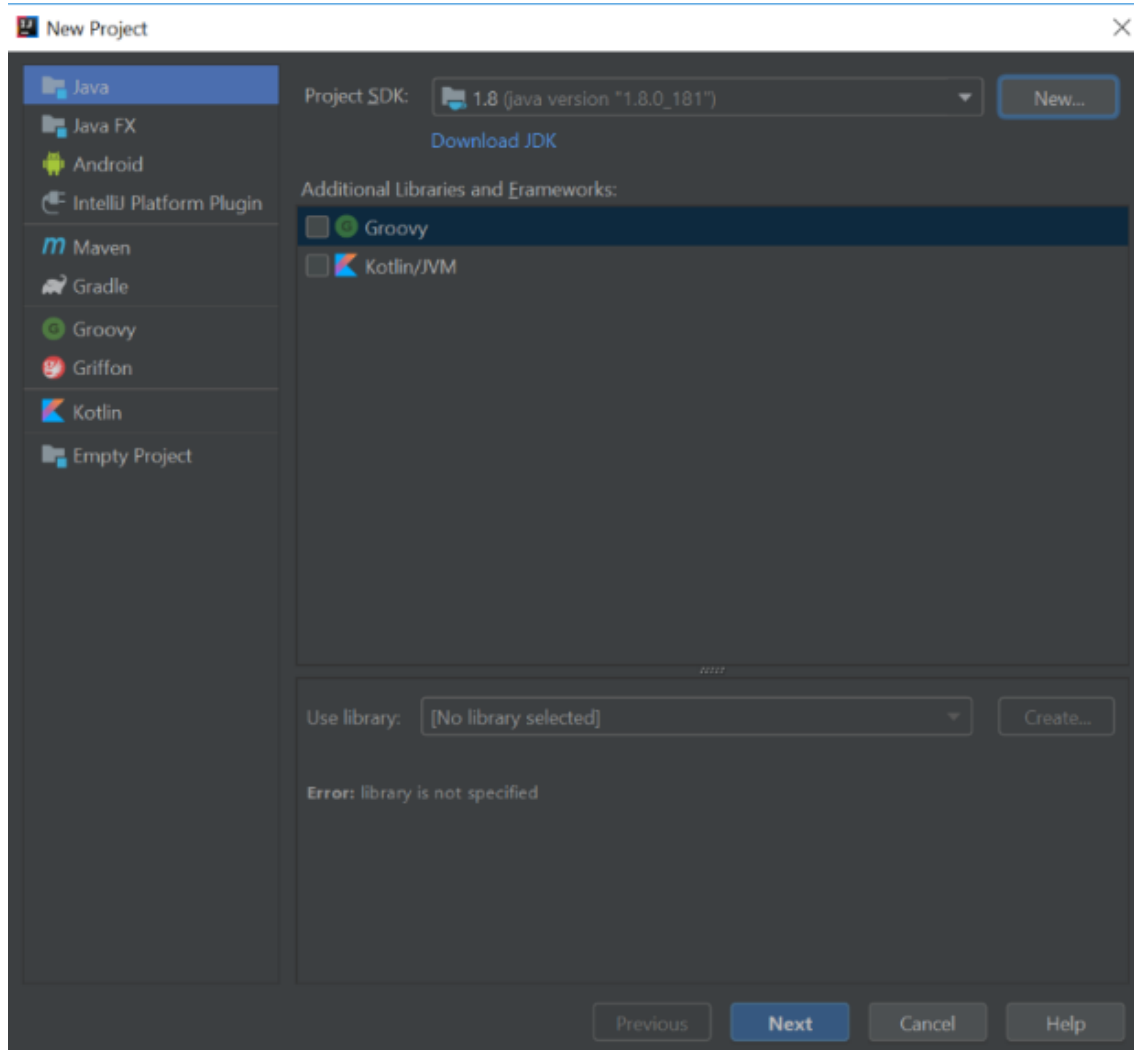 New Project
Java
Java FX
Android
IntelliJ Platform Plugin
Maven
Gradle
Groovy
Griffon
Kotlin
Empty Project
Project SDK: 1.8 (java version "1.8.0_181") New...
Download JDK
Additional Libraries and Frameworks:
Groovy
Kotlin/JVM
Use library: [No library selected] Create...
Error: library is not specified
Previous Next Cancel Help